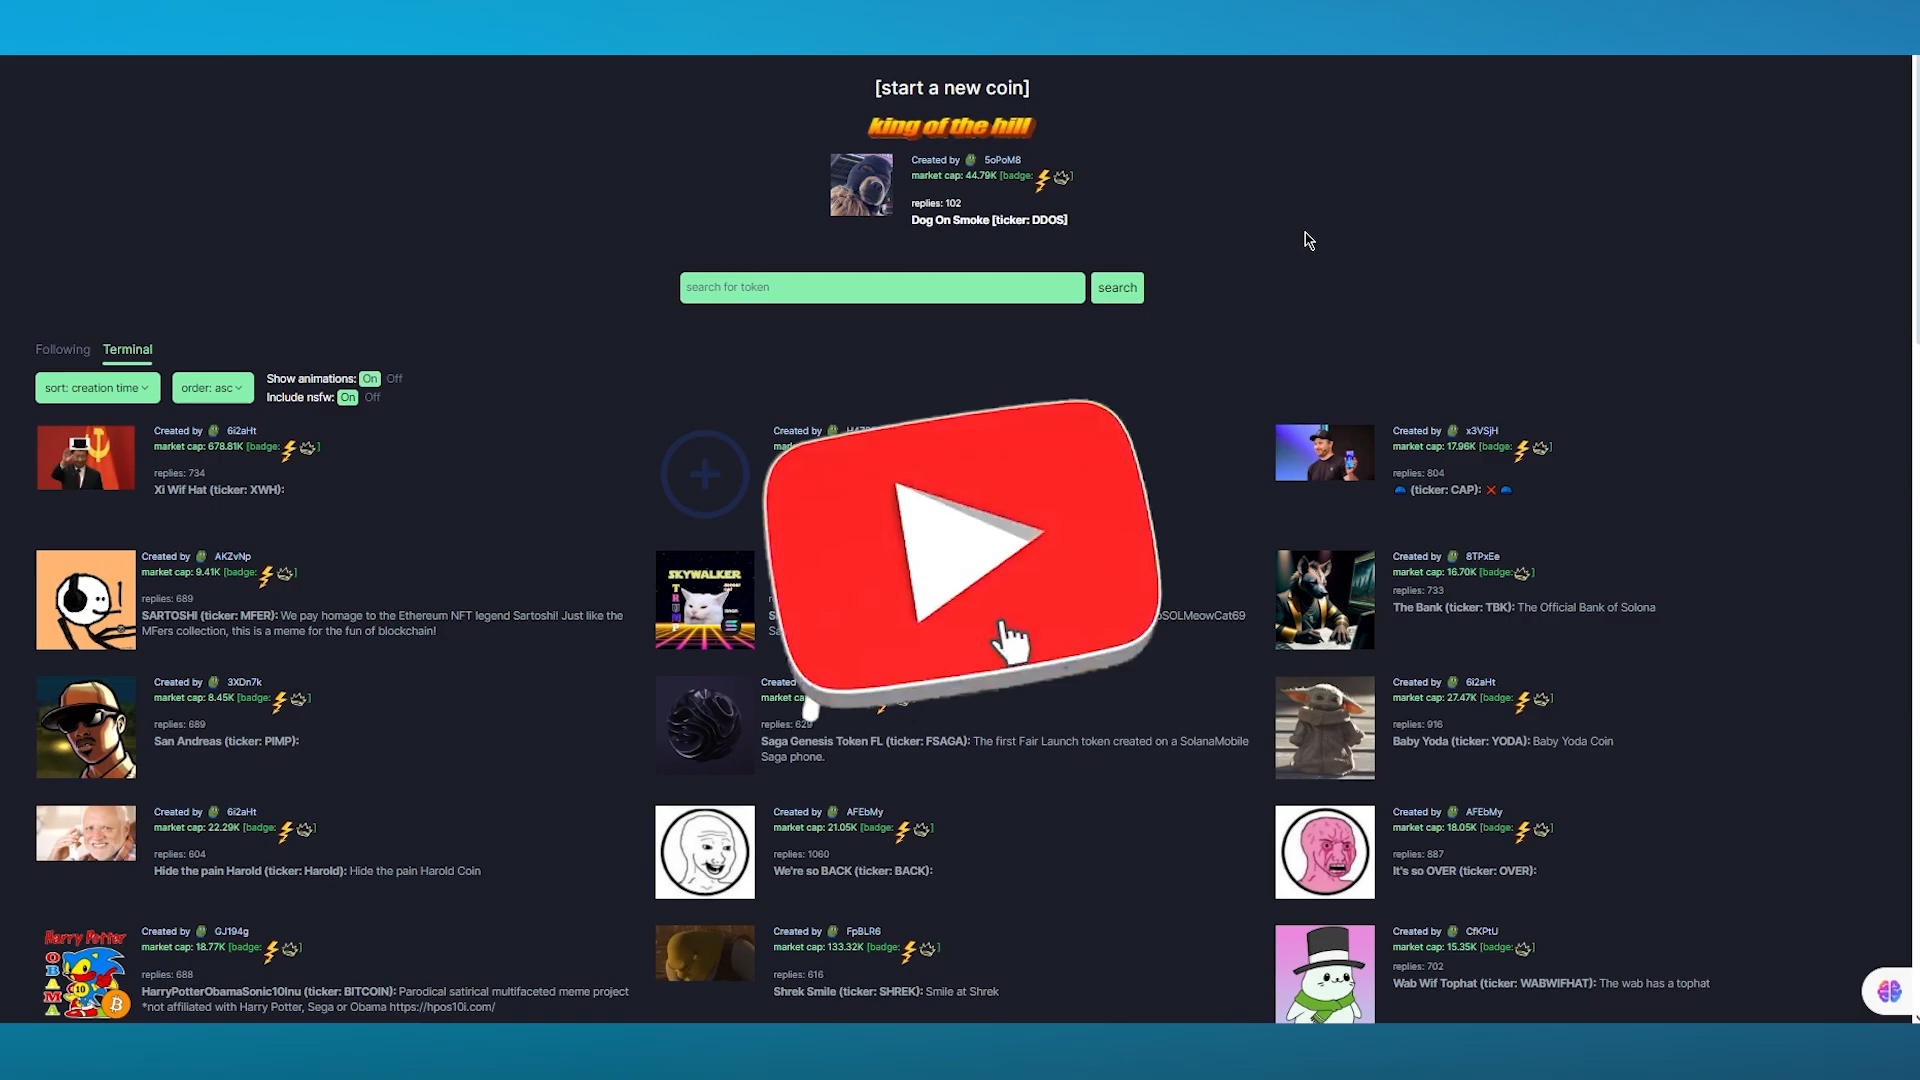 [start a new coin]
king of the hill
Created by 5oPoM8
market cap: 44.79K [badge: ]
replies: 102
Dog On Smoke [ticker: DDOS]
search for token
search
Following Terminal
sort: creation time
order: asc
Show animations: On Off
Include nsfw: On Off
Created by 6i2aHt
market cap: 678.81K [badge: ]
replies: 734
Xi Wif Hat (ticker: XWH):
Created by
Created by x3VSjH
market cap: 17.96K [badge: ]
replies: 804
(ticker: CAP):
Created by AKZvNp
market cap: 9.41K [badge: ]
replies: 689
SARTOSHI (ticker: MFER): We pay homage to the Ethereum NFT legend Sartoshi! Just like the
MFers collection, this is a meme for the fun of blockchain!
SKYWALKER
TRUMP
SOLMeowCat69
Created by 8TPxEe
market cap: 16.70K [badge: ]
replies: 733
The Bank (ticker: TBK): The Official Bank of Solona
Created by 3XDn7k
market cap: 8.45K [badge: ]
replies: 689
San Andreas (ticker: PIMP):
Created
market
replies: 629
Saga Genesis Token FL (ticker: FSAGA): The first Fair Launch token created on a SolanaMobile
Saga phone.
Created by 6i2aHt
market cap: 27.47K [badge: ]
replies: 916
Baby Yoda (ticker: YODA): Baby Yoda Coin
Created by 6i2aHt
market cap: 22.29K [badge: ]
replies: 604
Hide the pain Harold (ticker: Harold): Hide the pain Harold Coin
Created by AFEbMy
market cap: 21.05K [badge: ]
replies: 1060
We're so BACK (ticker: BACK):
Created by AFEbMy
market cap: 18.05K [badge: ]
replies: 887
It's so OVER (ticker: OVER):
Harry Potter
OBAMA
10
Created by GJ194g
market cap: 18.77K [badge: ]
replies: 688
HarryPotterObamaSonic10Inu (ticker: BITCOIN): Parodical satirical multifaceted meme project
*not affiliated with Harry Potter, Sega or Obama https://hpos10i.com/
Created by FpBLR6
market cap: 133.32K [badge: ]
replies: 616
Shrek Smile (ticker: SHREK): Smile at Shrek
Created by CfKPtU
market cap: 15.35K [badge: ]
replies: 702
Wab Wif Tophat (ticker: WABWIFHAT): The wab has a tophat